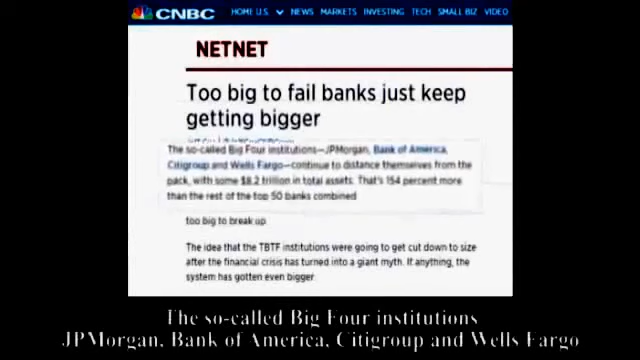 CNBC HOME U.S. NEWS MARKETS INVESTING TECH SMALL BIZ VIDEO
NETNET
Too big to fail banks just keep
getting bigger
The so-called Big Four institutions—JPMorgan, Bank of America,
Citigroup and Wells Fargo—continue to distance themselves from the
pack, with some $8.2 trillion in total assets. That's 154 percent more
than the rest of the top 50 banks combined
too big to break up.
The idea that the TBTF institutions were going to get cut down to size
after the financial crisis has turned into a giant myth. If anything, the
system has gotten even bigger.
The so-called Big Four institutions
JPMorgan, Bank of America, Citigroup and Wells Fargo